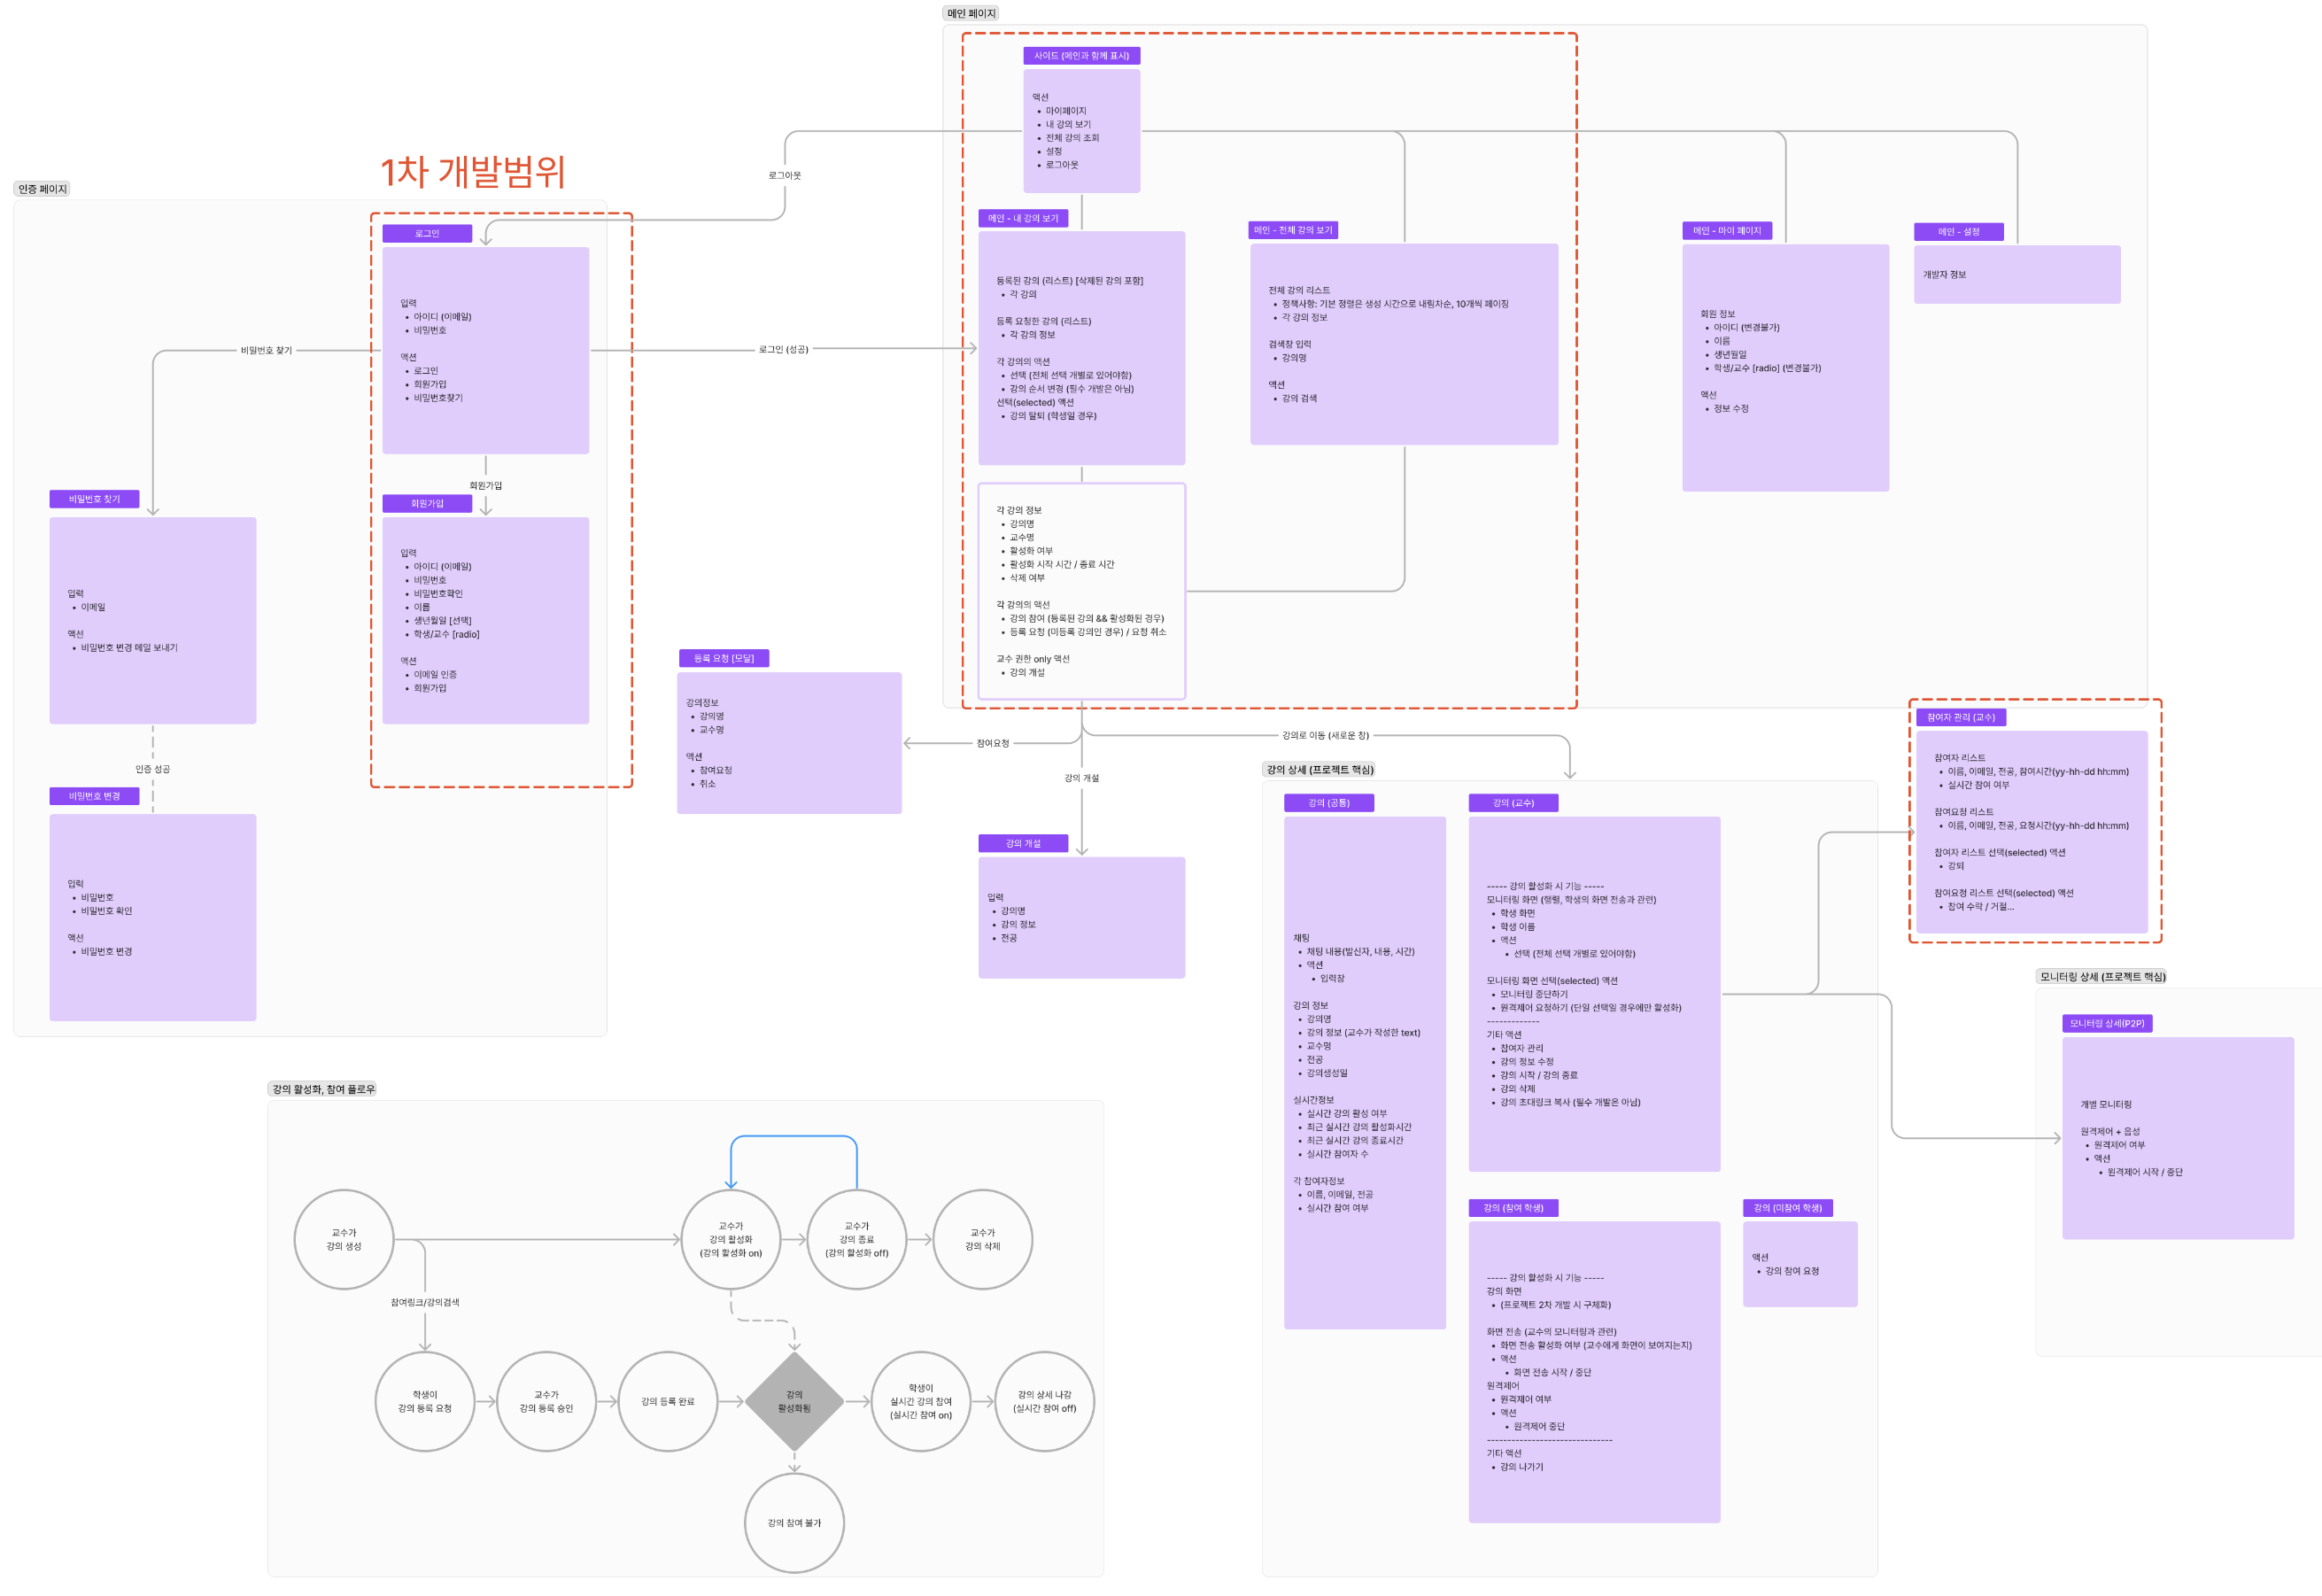 메인 페이지
사이드 (메인과 함께 표시)
액션
• 마이페이지
• 내 강의 보기
• 전체 강의 조회
• 설정
• 로그아웃
로그아웃
1차 개발범위
인증 페이지
로그인
입력
• 아이디 (이메일)
• 비밀번호
액션
• 로그인
• 회원가입
• 비밀번호찾기
비밀번호 찾기
로그인 (성공)
회원가입
비밀번호 찾기
입력
• 이메일
액션
• 비밀번호 변경 메일 보내기
인증 성공
비밀번호 변경
입력
• 비밀번호
• 비밀번호 확인
액션
• 비밀번호 변경
회원가입
입력
• 아이디 (이메일)
• 비밀번호
• 비밀번호확인
• 이름
• 생년월일 [선택]
• 학생/교수 [radio]
액션
• 이메일 인증
• 회원가입
메인 - 내 강의 보기
등록된 강의 (리스트) [삭제된 강의 포함]
• 각 강의
등록 요청한 강의 (리스트)
• 각 강의 정보
각 강의의 액션
• 선택 (전체 선택 개별로 있어야함)
• 강의 순서 변경 (필수 개발은 아님)
선택(selected) 액션
• 강의 탈퇴 (학생일 경우)
메인 - 전체 강의 보기
전체 강의 리스트
• 정책사항: 기본 정렬은 생성 시간으로 내림차순, 10개씩 페이징
• 각 강의 정보
검색창 입력
• 강의명
액션
• 강의 검색
메인 - 마이 페이지
회원 정보
• 아이디 (변경불가)
• 이름
• 생년월일
• 학생/교수 [radio] (변경불가)
액션
• 정보 수정
메인 - 설정
개발자 정보
각 강의 정보
• 강의명
• 교수명
• 활성화 여부
• 활성화 시작 시간 / 종료 시간
• 삭제 여부
각 강의의 액션
• 강의 참여 (등록된 강의 && 활성화된 경우)
• 등록 요청 (미등록 강의인 경우) / 요청 취소
교수 권한 only 액션
• 강의 개설
등록 요청 [모달]
강의정보
• 강의명
• 교수명
액션
• 참여요청
• 취소
참여요청
강의로 이동 (새로운 창)
강의 개설
강의 개설
입력
• 강의명
• 강의 정보
• 전공
강의 상세 (프로젝트 핵심)
강의 (공통)
채팅
• 채팅 내용(발신자, 내용, 시간)
• 액션
• 입력창
강의 정보
• 강의명
• 강의 정보 (교수가 작성한 text)
• 교수명
• 전공
• 강의생성일
실시간정보
• 실시간 강의 활성 여부
• 최근 실시간 강의 활성화시간
• 최근 실시간 강의 종료시간
• 실시간 참여자 수
각 참여자정보
• 이름, 이메일, 전공
• 실시간 참여 여부
강의 (교수)
----- 강의 활성화 시 기능 -----
모니터링 화면 (행렬, 학생의 화면 전송과 관련)
• 학생 화면
• 학생 이름
• 액션
• 선택 (전체 선택 개별로 있어야함)
모니터링 화면 선택(selected) 액션
• 모니터링 중단하기
• 원격제어 요청하기 (단일 선택일 경우에만 활성화)
-------------
기타 액션
• 참여자 관리
• 강의 정보 수정
• 강의 시작 / 강의 종료
• 강의 삭제
• 강의 초대링크 복사 (필수 개발은 아님)
강의 (참여 학생)
----- 강의 활성화 시 기능 -----
강의 화면
• (프로젝트 2차 개발 시 구체화)
화면 전송 (교수의 모니터링과 관련)
• 화면 전송 활성화 여부 (교수에게 화면이 보여지는지)
• 액션
• 화면 전송 시작 / 중단
원격제어
• 원격제어 여부
• 액션
• 원격제어 중단
-------------------------------
기타 액션
• 강의 나가기
강의 (미참여 학생)
액션
• 강의 참여 요청
참여자 관리 (교수)
참여자 리스트
• 이름, 이메일, 전공, 참여시간(yy-hh-dd hh:mm)
• 실시간 참여 여부
참여요청 리스트
• 이름, 이메일, 전공, 요청시간(yy-hh-dd hh:mm)
참여자 리스트 선택(selected) 액션
• 강퇴
참여요청 리스트 선택(selected) 액션
• 참여 수락 / 거절...
모니터링 상세 (프로젝트 핵심)
모니터링 상세(P2P)
개별 모니터링
원격제어 + 음성
• 원격제어 여부
• 액션
• 원격제어 시작 / 중단
강의 활성화, 참여 플로우
교수가
강의 생성
교수가
강의 활성화
(강의 활성화 on)
교수가
강의 종료
(강의 활성화 off)
교수가
강의 삭제
참여링크/강의검색
학생이
강의 등록 요청
교수가
강의 등록 승인
강의 등록 완료
강의
활성화됨
학생이
실시간 강의 참여
(실시간 참여 on)
강의 상세 나감
(실시간 참여 off)
강의 참여 불가